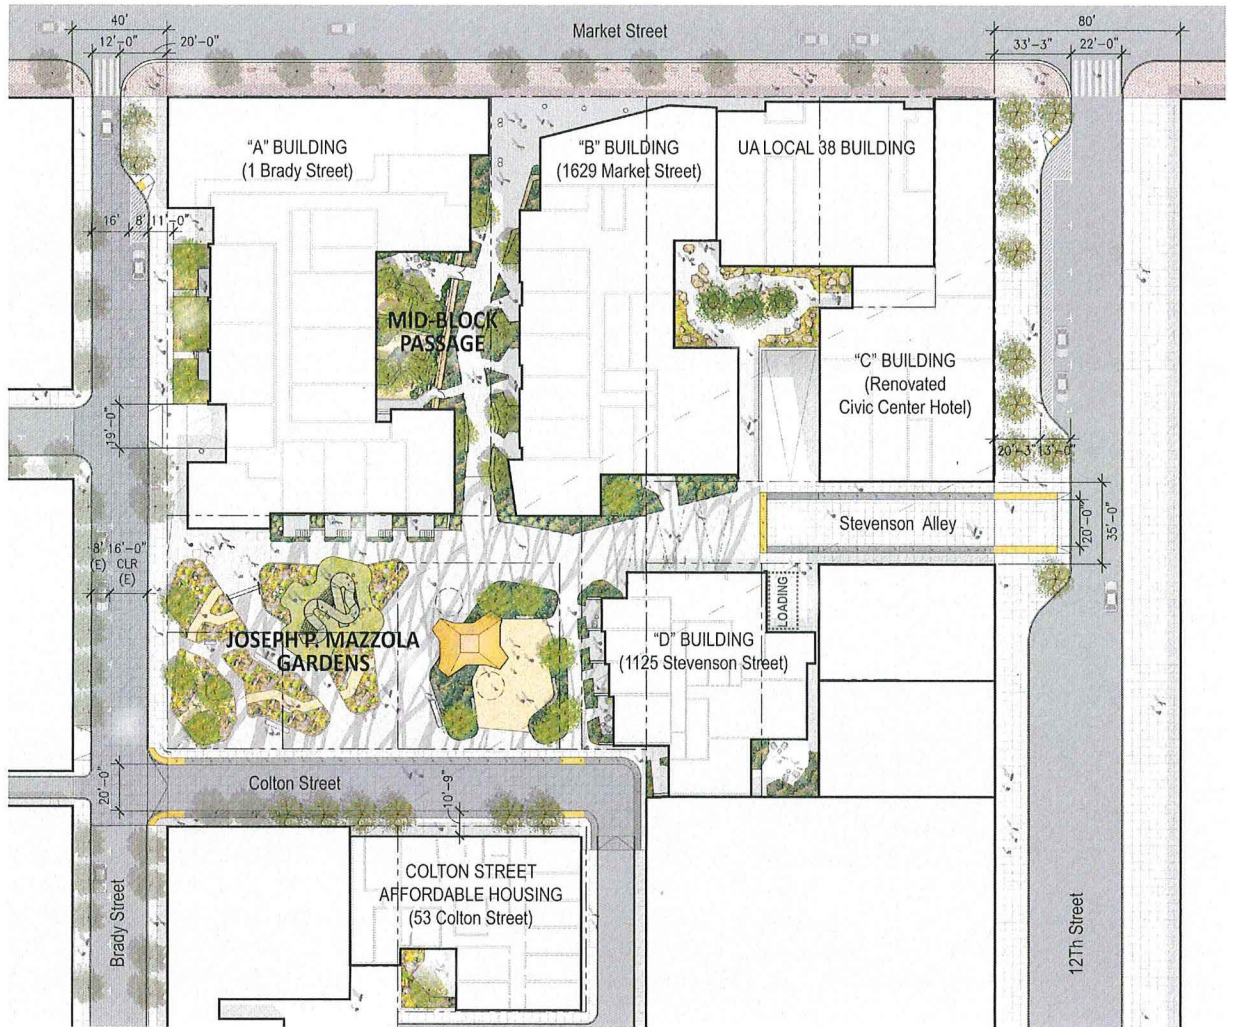 40'
Market Street
80'
12'-0"
20'-0"
33'-3"
22'-0"
"A" BUILDING
(1 Brady Street)
"B" BUILDING
(1629 Market Street)
UA LOCAL 38 BUILDING
16'
8'
11'-0"
MID-BLOCK
PASSAGE
"C" BUILDING
(Renovated
Civic Center Hotel)
19'-0"
20'-3"
13'-0"
Stevenson Alley
20'-0"
35'-0"
8'
(E)
16'-0"
CLR
(E)
LOADING
JOSEPH P. MAZZOLA
GARDENS
"D" BUILDING
(1125 Stevenson Street)
Colton Street
20'-0"
10'-9"
COLTON STREET
AFFORDABLE HOUSING
(53 Colton Street)
Brady Street
12Th Street